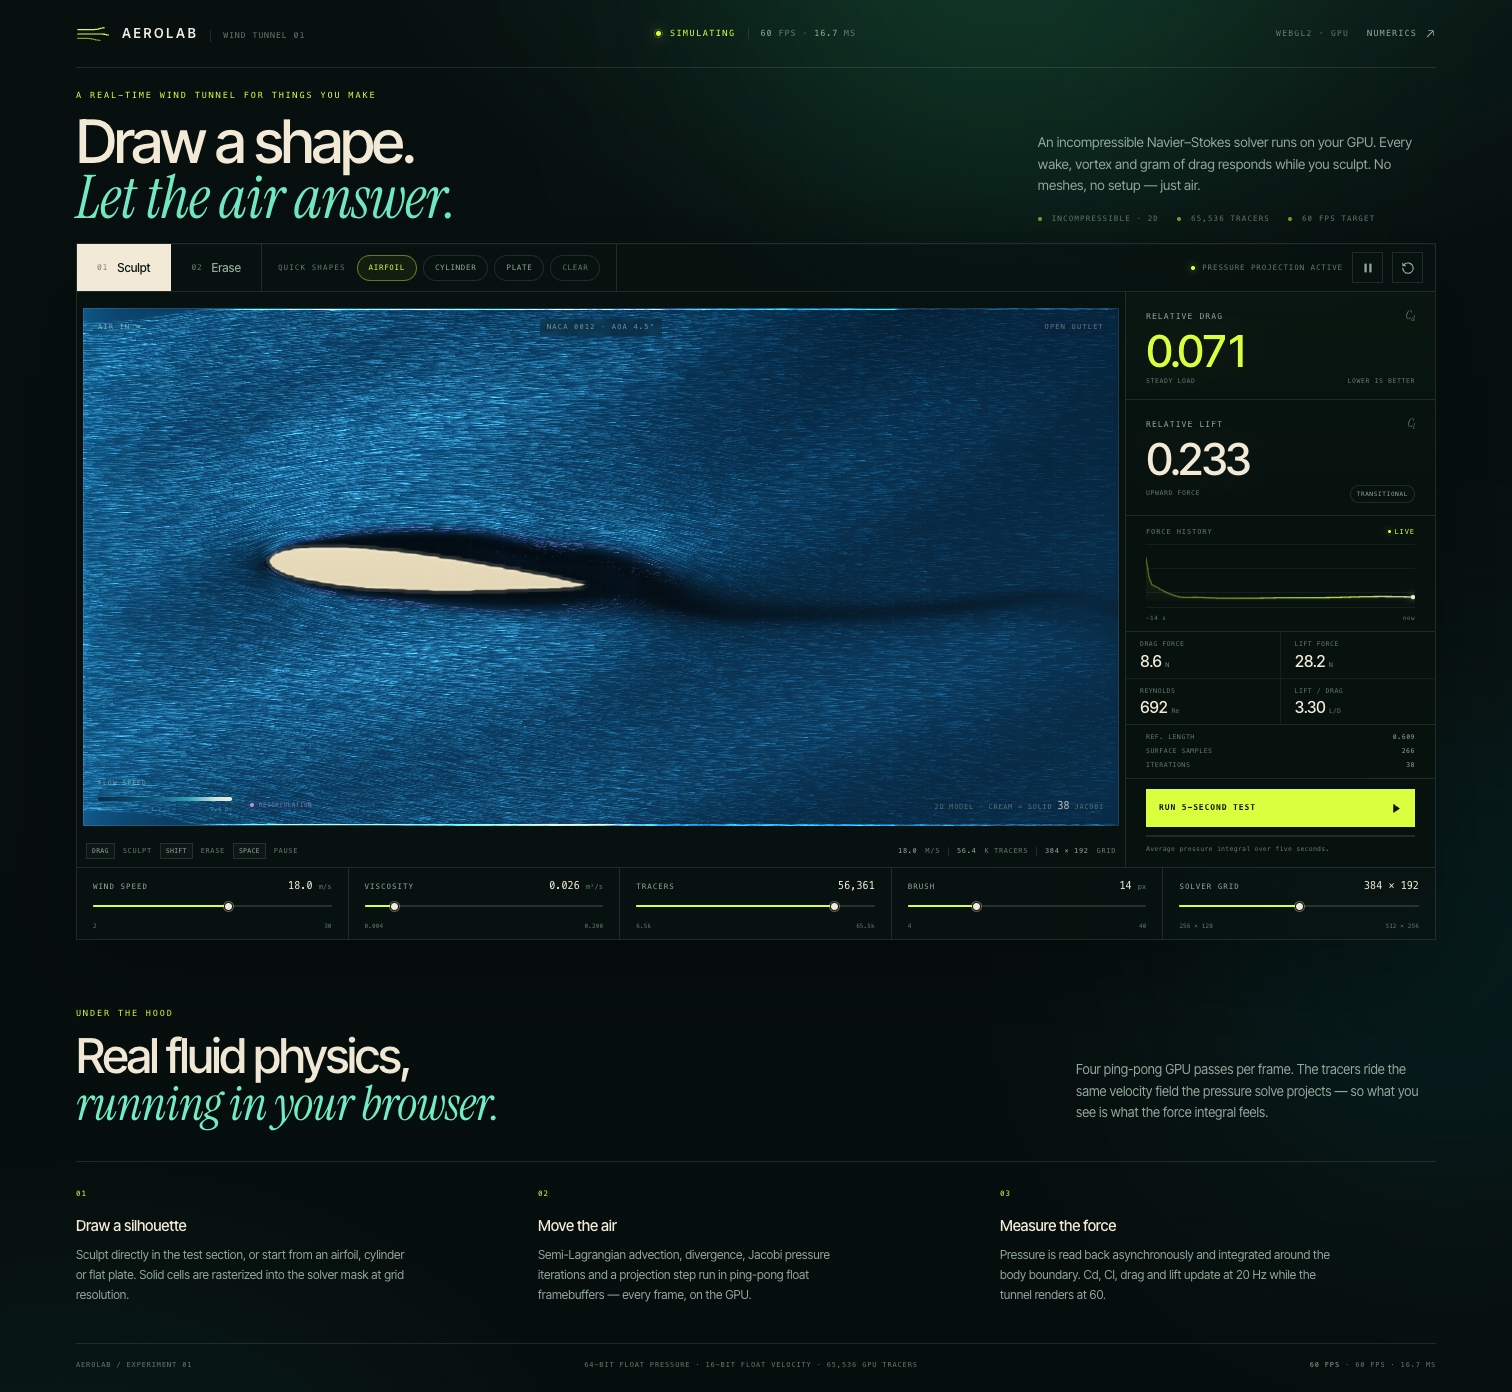 AEROLAB WIND TUNNEL 01
SIMULATING 60 FPS · 16.7 MS
WEBGL2 · GPU NUMERICS
A REAL-TIME WIND TUNNEL FOR THINGS YOU MAKE
Draw a shape.
Let the air answer.
An incompressible Navier–Stokes solver runs on your GPU. Every
wake, vortex and gram of drag responds while you sculpt. No
meshes, no setup — just air.
INCOMPRESSIBLE · 2D 65,536 TRACERS 60 FPS TARGET
01 Sculpt 02 Erase QUICK SHAPES AIRFOIL CYLINDER PLATE CLEAR
PRESSURE PROJECTION ACTIVE
AIR IN
NACA 0012 · AOA 4.5°
OPEN OUTLET
FLOW SPEED
RECIRCULATION
2D MODEL · CREAM = SOLID 38 JACOBI
DRAG SCULPT SHIFT ERASE SPACE PAUSE
18.0 M/S 56.4 K TRACERS 384 × 192 GRID
RELATIVE DRAG Cd
0.071
STEADY LOAD LOWER IS BETTER
RELATIVE LIFT Cl
0.233
UPWARD FORCE TRANSITIONAL
FORCE HISTORY LIVE
−14 s now
DRAG FORCE LIFT FORCE
8.6 N 28.2 N
REYNOLDS LIFT / DRAG
692 Re 3.30 L/D
REF. LENGTH 0.609
SURFACE SAMPLES 266
ITERATIONS 38
RUN 5-SECOND TEST
Average pressure integral over five seconds.
WIND SPEED 18.0 m/s
2 30
VISCOSITY 0.026 m²/s
0.004 0.200
TRACERS 56,361
6.5k 65.5k
BRUSH 14 px
4 40
SOLVER GRID 384 × 192
256 × 128 512 × 256
UNDER THE HOOD
Real fluid physics,
running in your browser.
Four ping-pong GPU passes per frame. The tracers ride the
same velocity field the pressure solve projects — so what you
see is what the force integral feels.
01
Draw a silhouette
Sculpt directly in the test section, or start from an airfoil, cylinder
or flat plate. Solid cells are rasterized into the solver mask at grid
resolution.
02
Move the air
Semi-Lagrangian advection, divergence, Jacobi pressure
iterations and a projection step run in ping-pong float
framebuffers — every frame, on the GPU.
03
Measure the force
Pressure is read back asynchronously and integrated around the
body boundary. Cd, Cl, drag and lift update at 20 Hz while the
tunnel renders at 60.
AEROLAB / EXPERIMENT 01
64-BIT FLOAT PRESSURE · 16-BIT FLOAT VELOCITY · 65,536 GPU TRACERS
60 FPS · 60 FPS · 16.7 MS